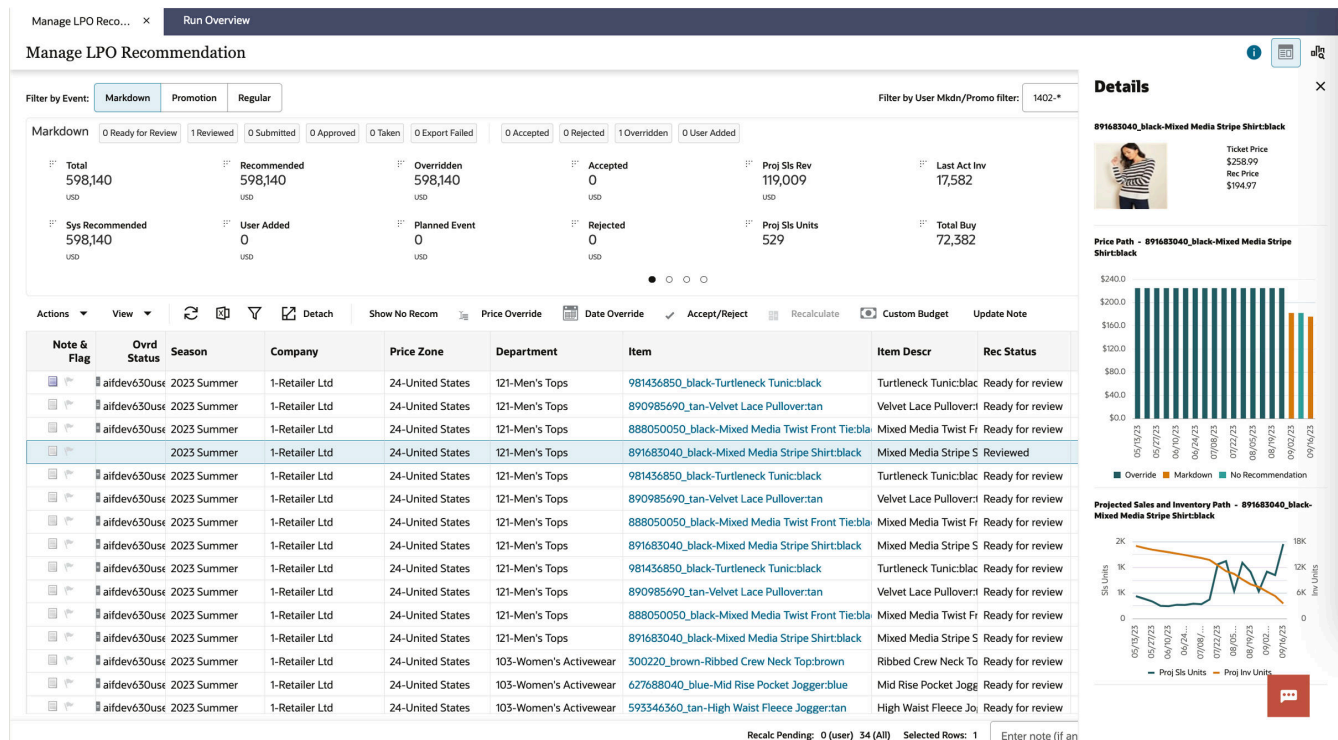 Manage LPO Reco... × Run Overview
Manage LPO Recommendation
Filter by Event: Markdown Promotion Regular Filter by User Mkdn/Promo filter: 1402-*
Markdown 0 Ready for Review 1 Reviewed 0 Submitted 0 Approved 0 Taken 0 Export Failed 0 Accepted 0 Rejected 1 Overridden 0 User Added
Total Recommended Overridden Accepted Proj Sls Rev Last Act Inv
598,140 598,140 598,140 0 119,009 17,582
USD USD USD USD USD
Sys Recommended User Added Planned Event Rejected Proj Sls Units Total Buy
598,140 0 0 0 529 72,382
USD USD USD USD
Actions View Detach Show No Recom Price Override Date Override Accept/Reject Recalculate Custom Budget Update Note
Note & Flag Ovrd Status Season Company Price Zone Department Item Item Descr Rec Status
aifdev630use 2023 Summer 1-Retailer Ltd 24-United States 121-Men's Tops 981436850_black-Turtleneck Tunic:black Turtleneck Tunic:blac Ready for review
aifdev630use 2023 Summer 1-Retailer Ltd 24-United States 121-Men's Tops 890985690_tan-Velvet Lace Pullover:tan Velvet Lace Pullover:t Ready for review
aifdev630use 2023 Summer 1-Retailer Ltd 24-United States 121-Men's Tops 888050050_black-Mixed Media Twist Front Tie:bla Mixed Media Twist Fr Ready for review
2023 Summer 1-Retailer Ltd 24-United States 121-Men's Tops 891683040_black-Mixed Media Stripe Shirt:black Mixed Media Stripe S Reviewed
aifdev630use 2023 Summer 1-Retailer Ltd 24-United States 121-Men's Tops 981436850_black-Turtleneck Tunic:black Turtleneck Tunic:blac Ready for review
aifdev630use 2023 Summer 1-Retailer Ltd 24-United States 121-Men's Tops 890985690_tan-Velvet Lace Pullover:tan Velvet Lace Pullover:t Ready for review
aifdev630use 2023 Summer 1-Retailer Ltd 24-United States 121-Men's Tops 888050050_black-Mixed Media Twist Front Tie:bla Mixed Media Twist Fr Ready for review
aifdev630use 2023 Summer 1-Retailer Ltd 24-United States 121-Men's Tops 891683040_black-Mixed Media Stripe Shirt:black Mixed Media Stripe S Ready for review
aifdev630use 2023 Summer 1-Retailer Ltd 24-United States 121-Men's Tops 981436850_black-Turtleneck Tunic:black Turtleneck Tunic:blac Ready for review
aifdev630use 2023 Summer 1-Retailer Ltd 24-United States 121-Men's Tops 890985690_tan-Velvet Lace Pullover:tan Velvet Lace Pullover:t Ready for review
aifdev630use 2023 Summer 1-Retailer Ltd 24-United States 121-Men's Tops 888050050_black-Mixed Media Twist Front Tie:bla Mixed Media Twist Fr Ready for review
aifdev630use 2023 Summer 1-Retailer Ltd 24-United States 121-Men's Tops 891683040_black-Mixed Media Stripe Shirt:black Mixed Media Stripe S Ready for review
aifdev630use 2023 Summer 1-Retailer Ltd 24-United States 103-Women's Activewear 300220_brown-Ribbed Crew Neck Top:brown Ribbed Crew Neck To Ready for review
aifdev630use 2023 Summer 1-Retailer Ltd 24-United States 103-Women's Activewear 627688040_blue-Mid Rise Pocket Jogger:blue Mid Rise Pocket Jogg Ready for review
aifdev630use 2023 Summer 1-Retailer Ltd 24-United States 103-Women's Activewear 593346360_tan-High Waist Fleece Jogger:tan High Waist Fleece Jo Ready for review
Recalc Pending: 0 (user) 34 (All) Selected Rows: 1 Enter note (if an
Details ×
891683040_black-Mixed Media Stripe Shirt:black
Ticket Price
$258.99
Rec Price
$194.97
Price Path - 891683040_black-Mixed Media Stripe
Shirt:black
$240.0
$200.0
$160.0
$120.0
$80.0
$40.0
$0.0
05/13/23 05/27/23 06/10/23 06/24/23 07/08/23 07/22/23 08/05/23 08/19/23 09/02/23 09/16/23
Override Markdown No Recommendation
Projected Sales and Inventory Path - 891683040_black-
Mixed Media Stripe Shirt:black
2K 18K
1K 12K
1K 6K
0 0
Sls Units Inv Units
05/13/23 05/27/23 06/10/23 06/24... 07/08/... 07/22/23 08/05... 08/19/23 09/02... 09/16/23
Proj Sls Units Proj Inv Units